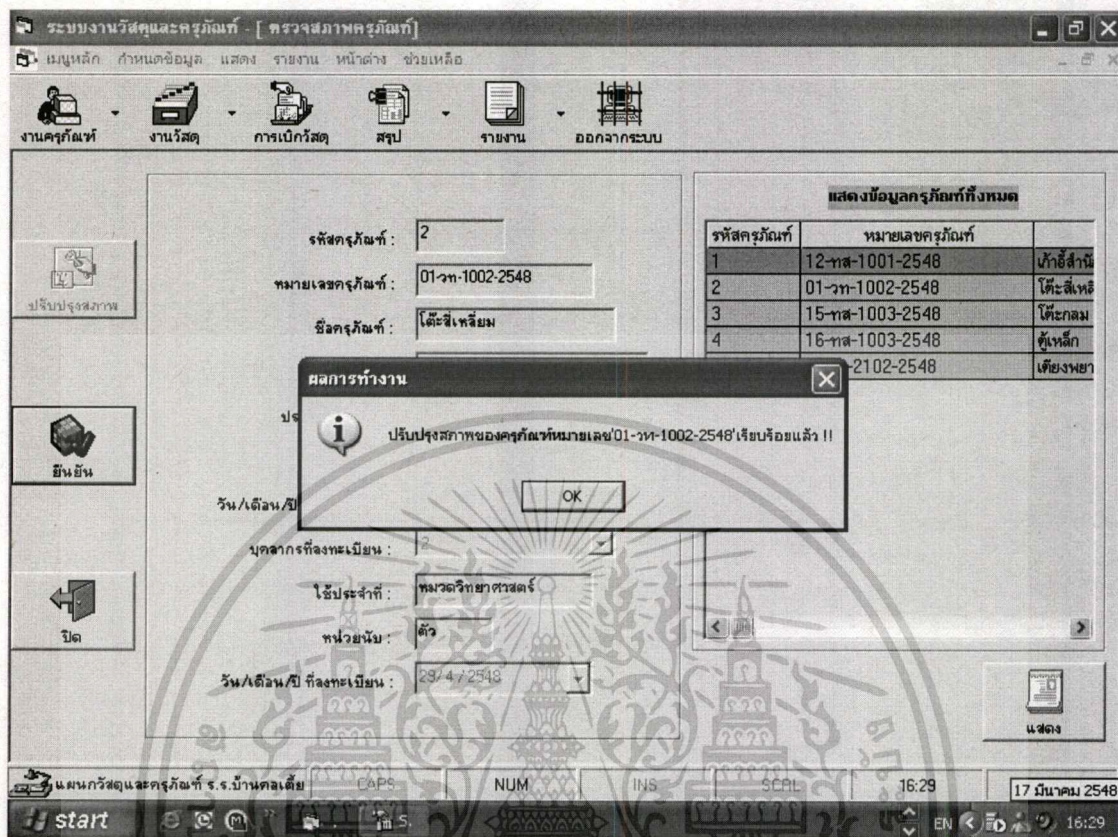 ระบบงานวัสดุและครุภัณฑ์ - [ ตรวจสภาพครุภัณฑ์]
เมนูหลัก กำหนดข้อมูล แสดง รายงาน หน้าต่าง ช่วยเหลือ
งานครุภัณฑ์ งานวัสดุ การเบิกวัสดุ สรุป รายงาน ออกจากระบบ
ปรับปรุงสภาพ
ยืนยัน
ปิด
รหัสครุภัณฑ์ : 2
หมายเลขครุภัณฑ์ : 01-วท-1002-2548
ชื่อครุภัณฑ์ : โต๊ะสี่เหลี่ยม
ปร
วัน/เดือน/ปี
บุคลากรที่ลงทะเบียน : 2
ใช้ประจำที่ : หมวดวิทยาศาสตร์
หน่วยนับ : ตัว
วัน/เดือน/ปี ที่ลงทะเบียน : 29/4/2548
แสดงข้อมูลครุภัณฑ์ทั้งหมด
รหัสครุภัณฑ์ หมายเลขครุภัณฑ์
1 12-ทส-1001-2548 เก้าอี้สำนั
2 01-วท-1002-2548 โต๊ะสี่เหลี
3 15-ทส-1003-2548 โต๊ะกลม
4 16-ทส-1003-2548 ตู้เหล็ก
-2102-2548 เตียงพยา
ผลการทำงาน
ปรับปรุงสภาพของครุภัณฑ์หมายเลข'01-วท-1002-2548'เรียบร้อยแล้ว !!
OK
แสดง
แผนกวัสดุและครุภัณฑ์ ร.ร.บ้านคลเตี้ย CAPS NUM INS SCRL 16:29 17 มีนาคม 2548
start S. EN 16:29